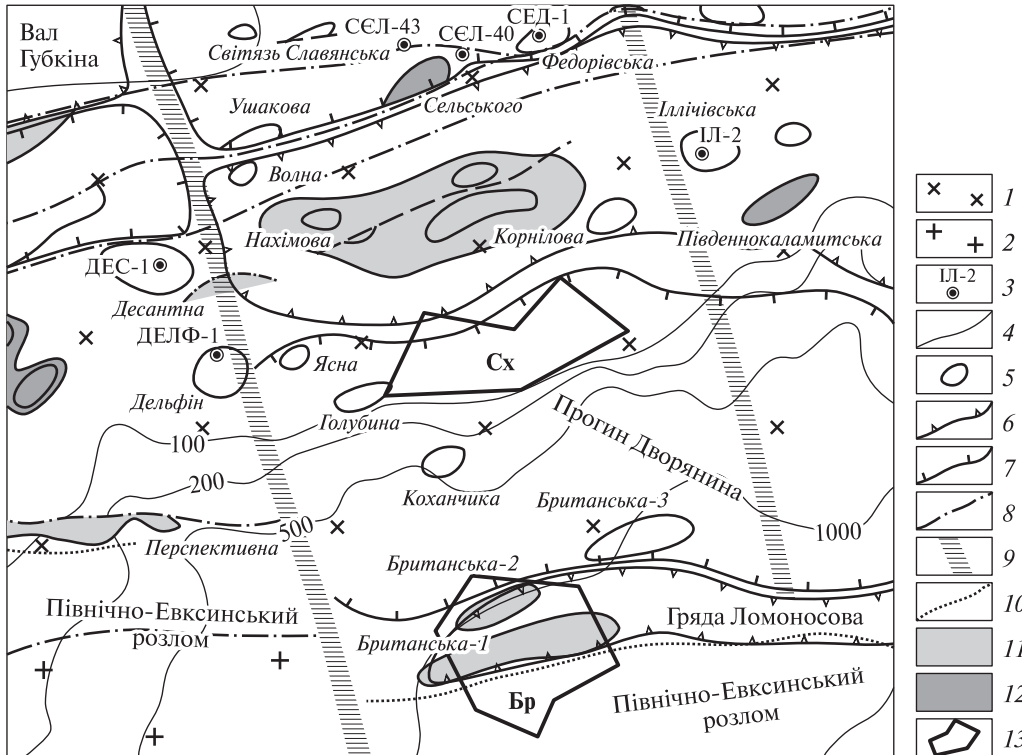 Вал
Губкіна
СЄЛ-43
СЕД-1
СЄЛ-40
Світязь Славянська
Федорівська
Ушакова
Сельського
Іллічівська
ІЛ-2
Волна
Нахімова
Корнілова
Південнокаламитська
ДЕС-1
Десантна
ДЕЛФ-1
Ясна
Сх
Дельфін
Голубина
Прогин Дворянина
100
200
500
1000
Коханчика
Британська-3
Перспективна
Британська-2
Північно-Евксинський
розлом
Гряда Ломоносова
Британська-1
Бр
Північно-Евксинський
розлом
1
2
ІЛ-2
3
4
5
6
7
8
9
10
11
12
13